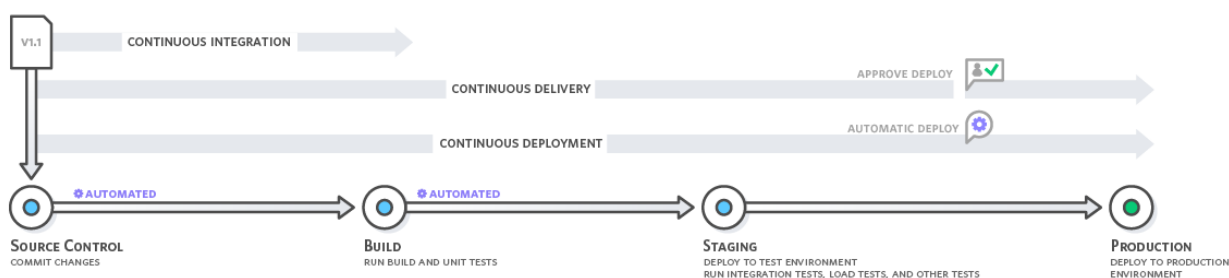 V1.1
CONTINUOUS INTEGRATION
APPROVE DEPLOY
CONTINUOUS DELIVERY
AUTOMATIC DEPLOY
CONTINUOUS DEPLOYMENT
AUTOMATED
AUTOMATED
SOURCE CONTROL
COMMIT CHANGES
BUILD
RUN BUILD AND UNIT TESTS
STAGING
DEPLOY TO TEST ENVIRONMENT
RUN INTEGRATION TESTS, LOAD TESTS, AND OTHER TESTS
PRODUCTION
DEPLOY TO PRODUCTION
ENVIRONMENT